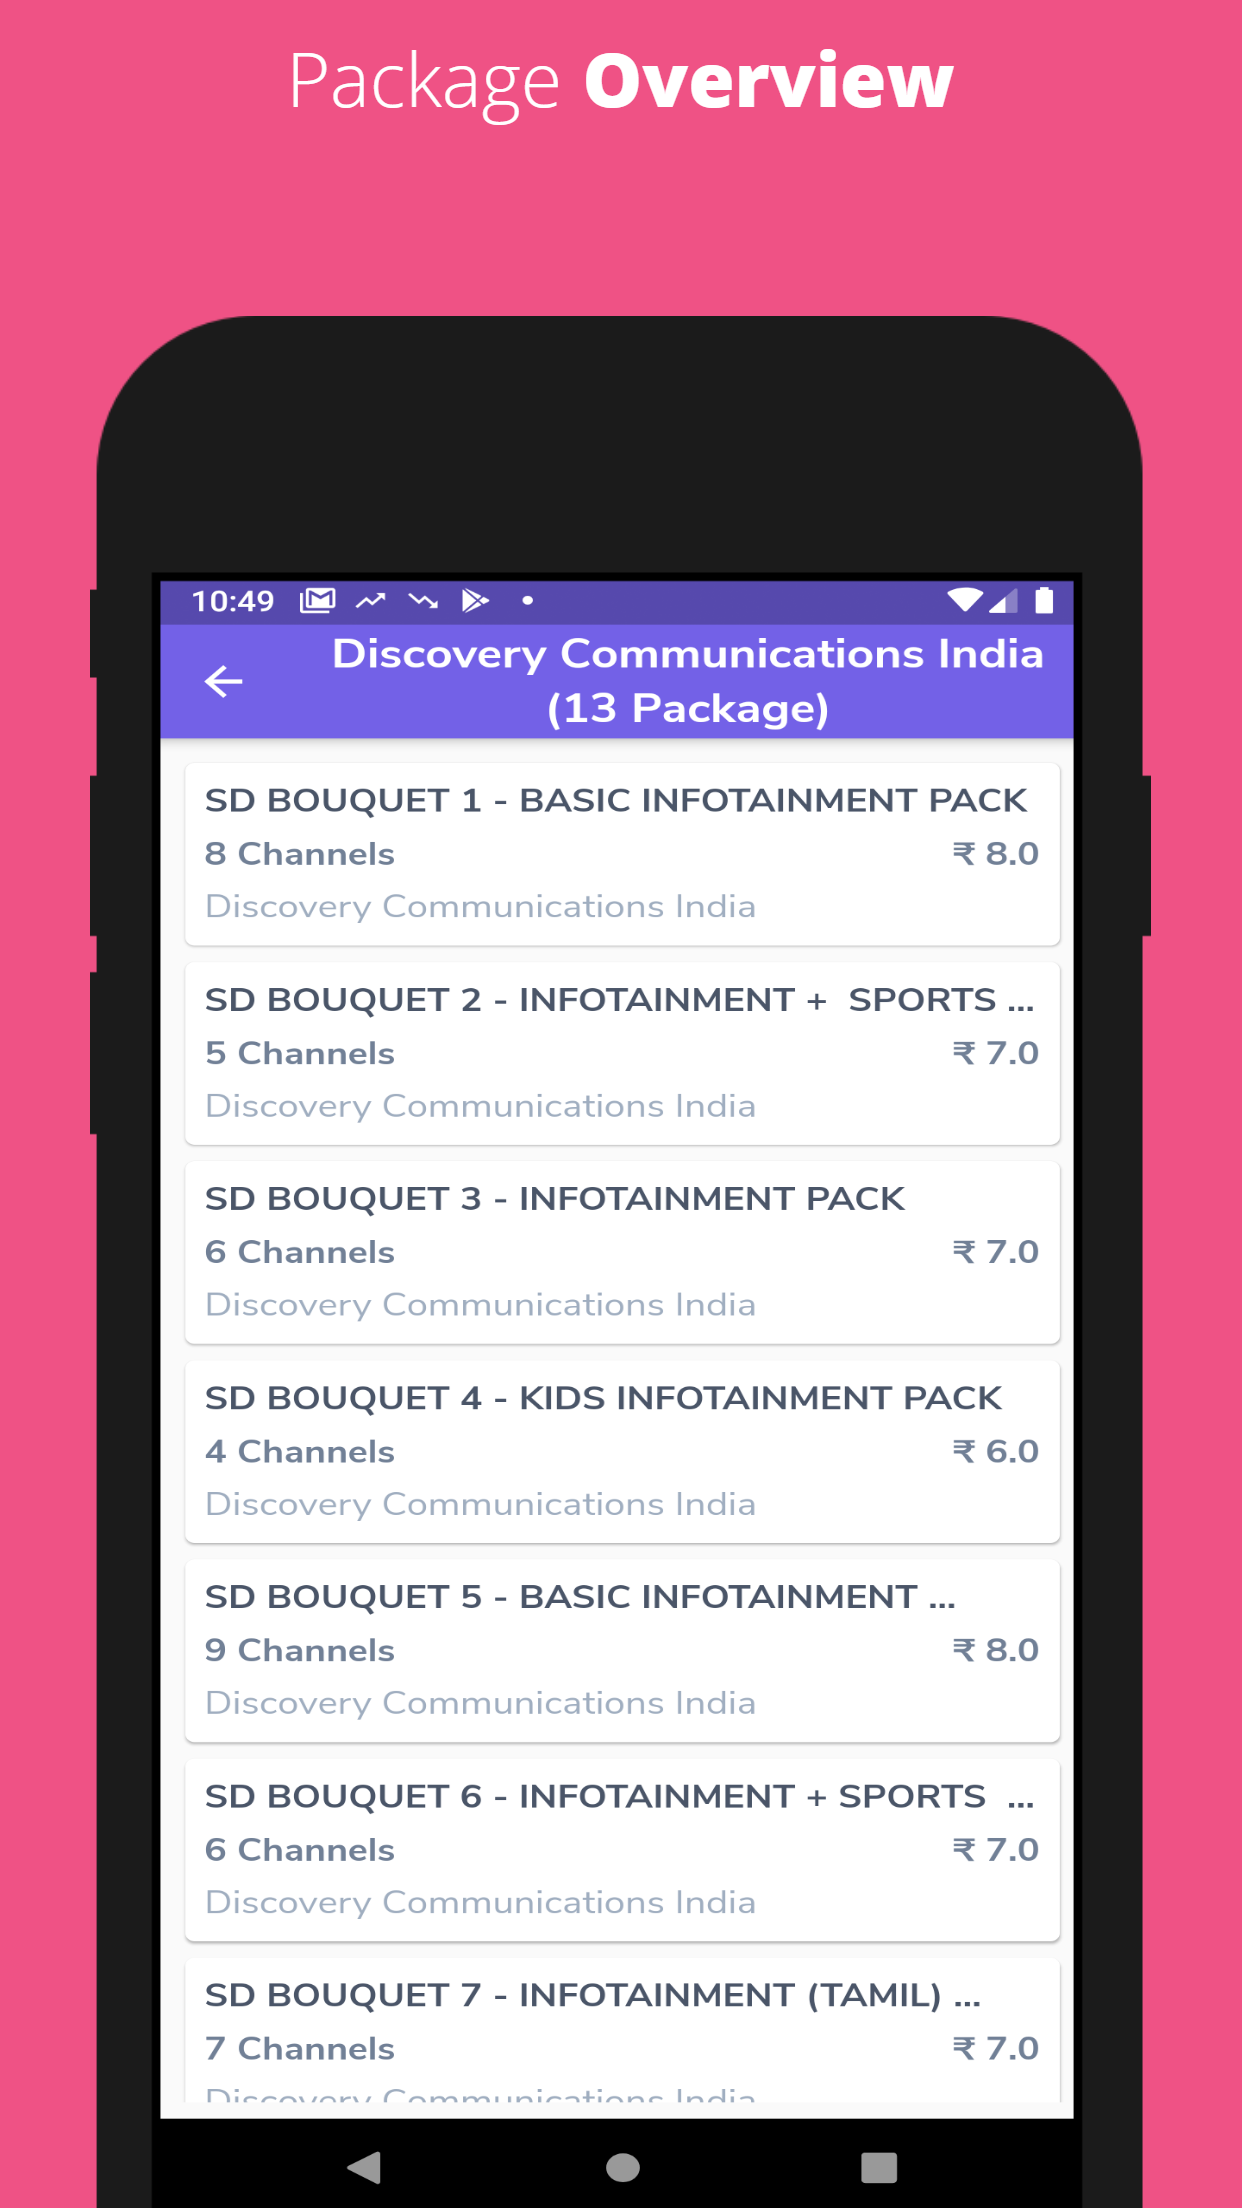 Package Overview
10:49
Discovery Communications India
(13 Package)
SD BOUQUET 1 - BASIC INFOTAINMENT PACK
8 Channels ₹ 8.0
Discovery Communications India
SD BOUQUET 2 - INFOTAINMENT +  SPORTS ...
5 Channels ₹ 7.0
Discovery Communications India
SD BOUQUET 3 - INFOTAINMENT PACK
6 Channels ₹ 7.0
Discovery Communications India
SD BOUQUET 4 - KIDS INFOTAINMENT PACK
4 Channels ₹ 6.0
Discovery Communications India
SD BOUQUET 5 - BASIC INFOTAINMENT ...
9 Channels ₹ 8.0
Discovery Communications India
SD BOUQUET 6 - INFOTAINMENT + SPORTS  ...
6 Channels ₹ 7.0
Discovery Communications India
SD BOUQUET 7 - INFOTAINMENT (TAMIL) ...
7 Channels ₹ 7.0
Discovery Communications India